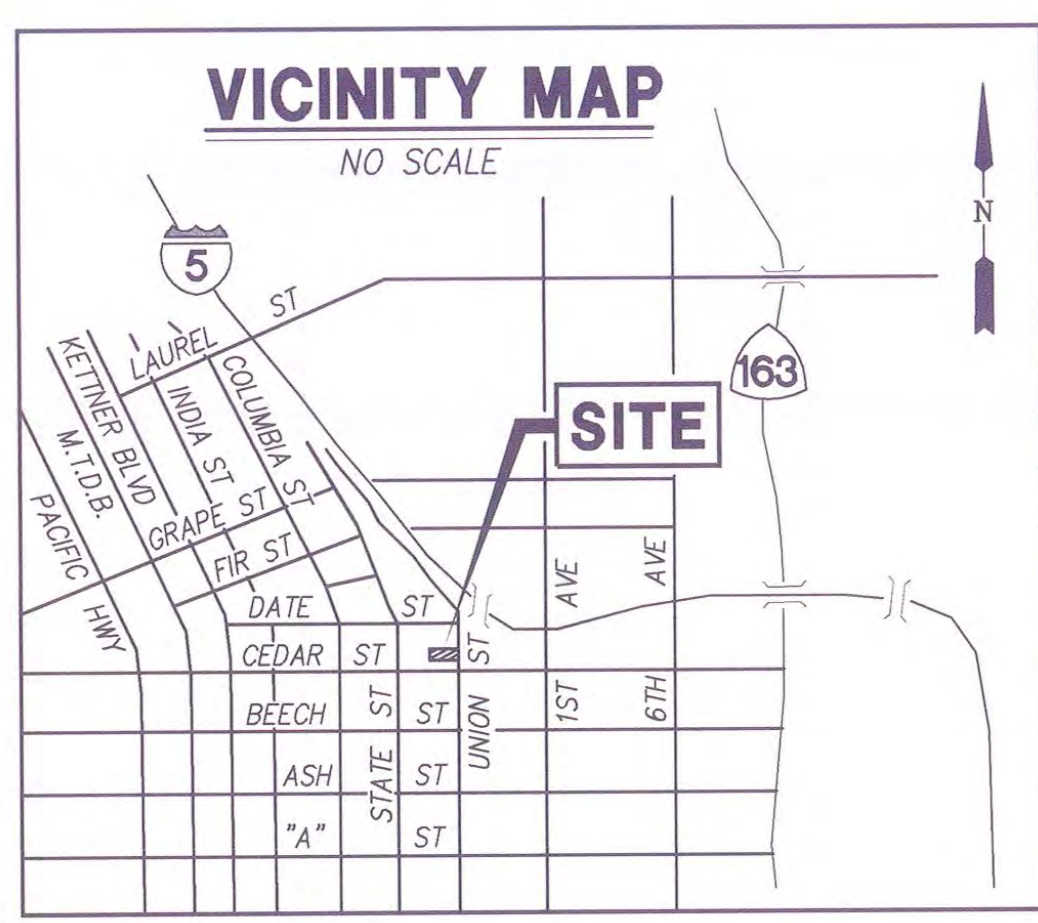 VICINITY MAP
NO SCALE
N
5
LAUREL ST
163
SITE
KETTNER BLVD
M.T.D.B.
INDIA ST
COLUMBIA ST
PACIFIC HWY
GRAPE ST
FIR ST
DATE ST
CEDAR ST
BEECH ST
ASH ST
"A" ST
STATE ST
UNION ST
1ST AVE
6TH AVE